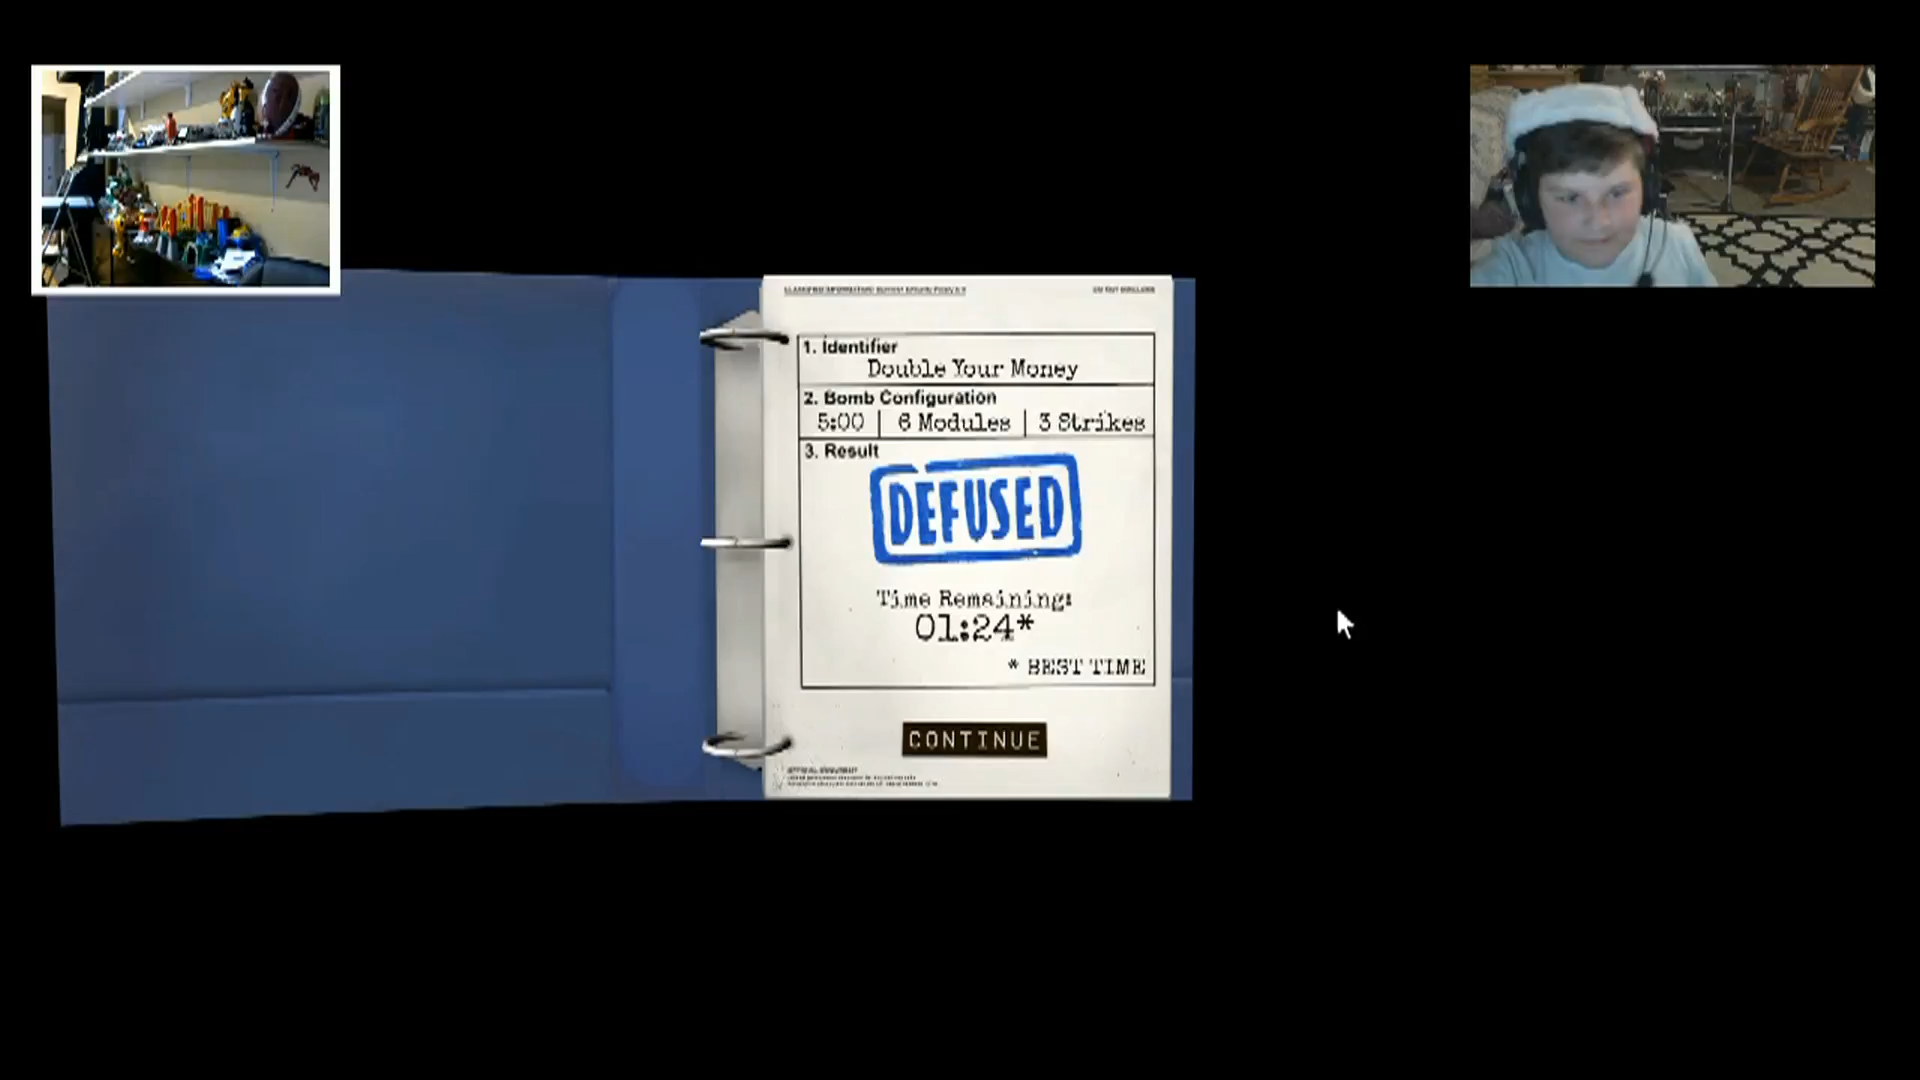 1. Identifier
Double Your Money
2. Bomb Configuration
5:00 | 6 Modules | 3 Strikes
3. Result
DEFUSED
Time Remaining:
01:24*
* BEST TIME
CONTINUE